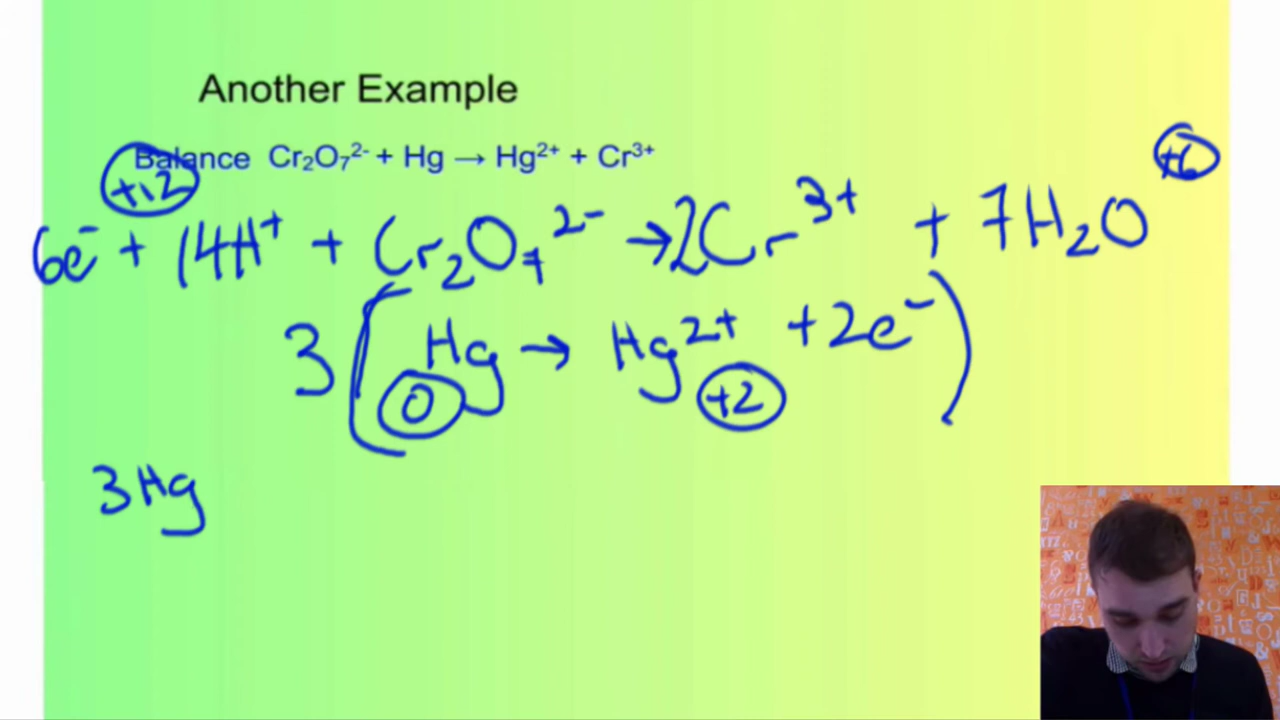 Another Example
Balance Cr₂O₇²⁻ + Hg → Hg²⁺ + Cr³⁺
+12 +6
6e⁻ + 14H⁺ + Cr₂O₇²⁻ → 2Cr³⁺ + 7H₂O
3 ( Hg → Hg²⁺ + 2e⁻ )
0 +2
3Hg